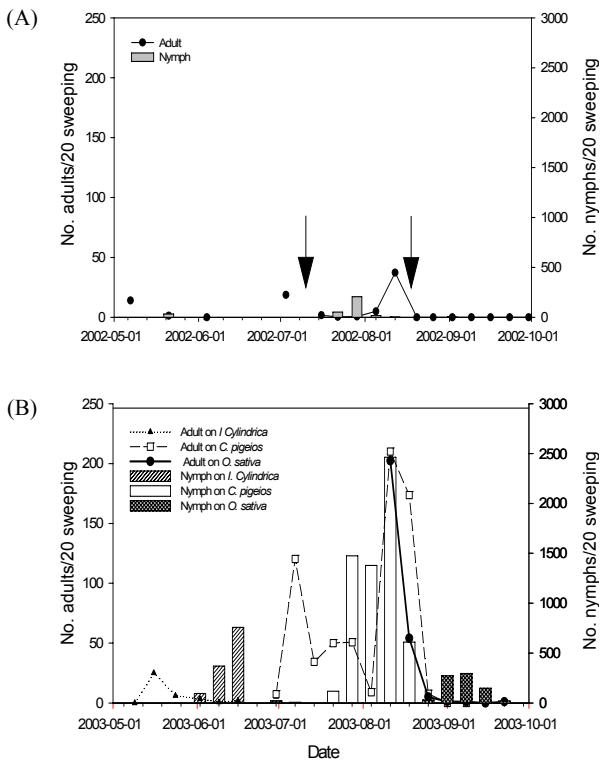 (A)
250
200
150
100
50
0
No. adults/20 sweeping
Adult
Nymph
3000
2500
2000
1500
1000
500
0
No. nymphs/20 sweeping
2002-05-01 2002-06-01 2002-07-01 2002-08-01 2002-09-01 2002-10-01
(B)
250
200
150
100
50
0
No. adults/20 sweeping
Adult on I Cylindrica
Adult on C. pigeios
Adult on O. sativa
Nymph on I. Cylindrica
Nymph on C. pigeios
Nymph on O. sativa
3000
2500
2000
1500
1000
500
0
No. nymphs/20 sweeping
2003-05-01 2003-06-01 2003-07-01 2003-08-01 2003-09-01 2003-10-01
Date